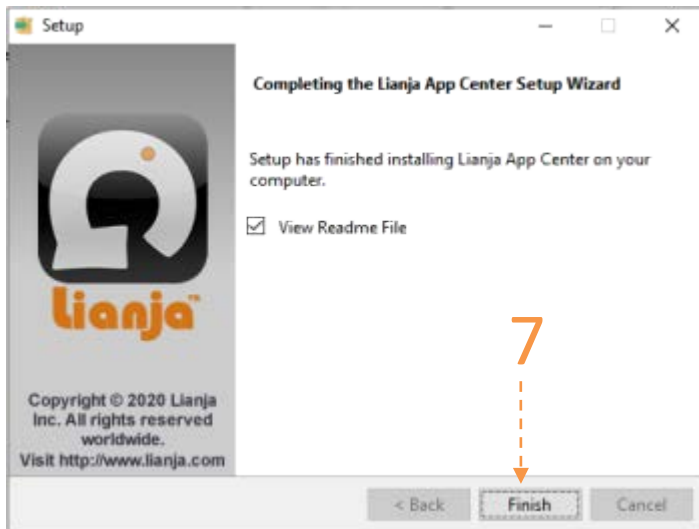 Setup
Completing the Lianja App Center Setup Wizard
Setup has finished installing Lianja App Center on your
computer.
View Readme File
Lianja™
7
Copyright © 2020 Lianja
Inc. All rights reserved
worldwide.
Visit http://www.lianja.com
< Back
Finish
Cancel